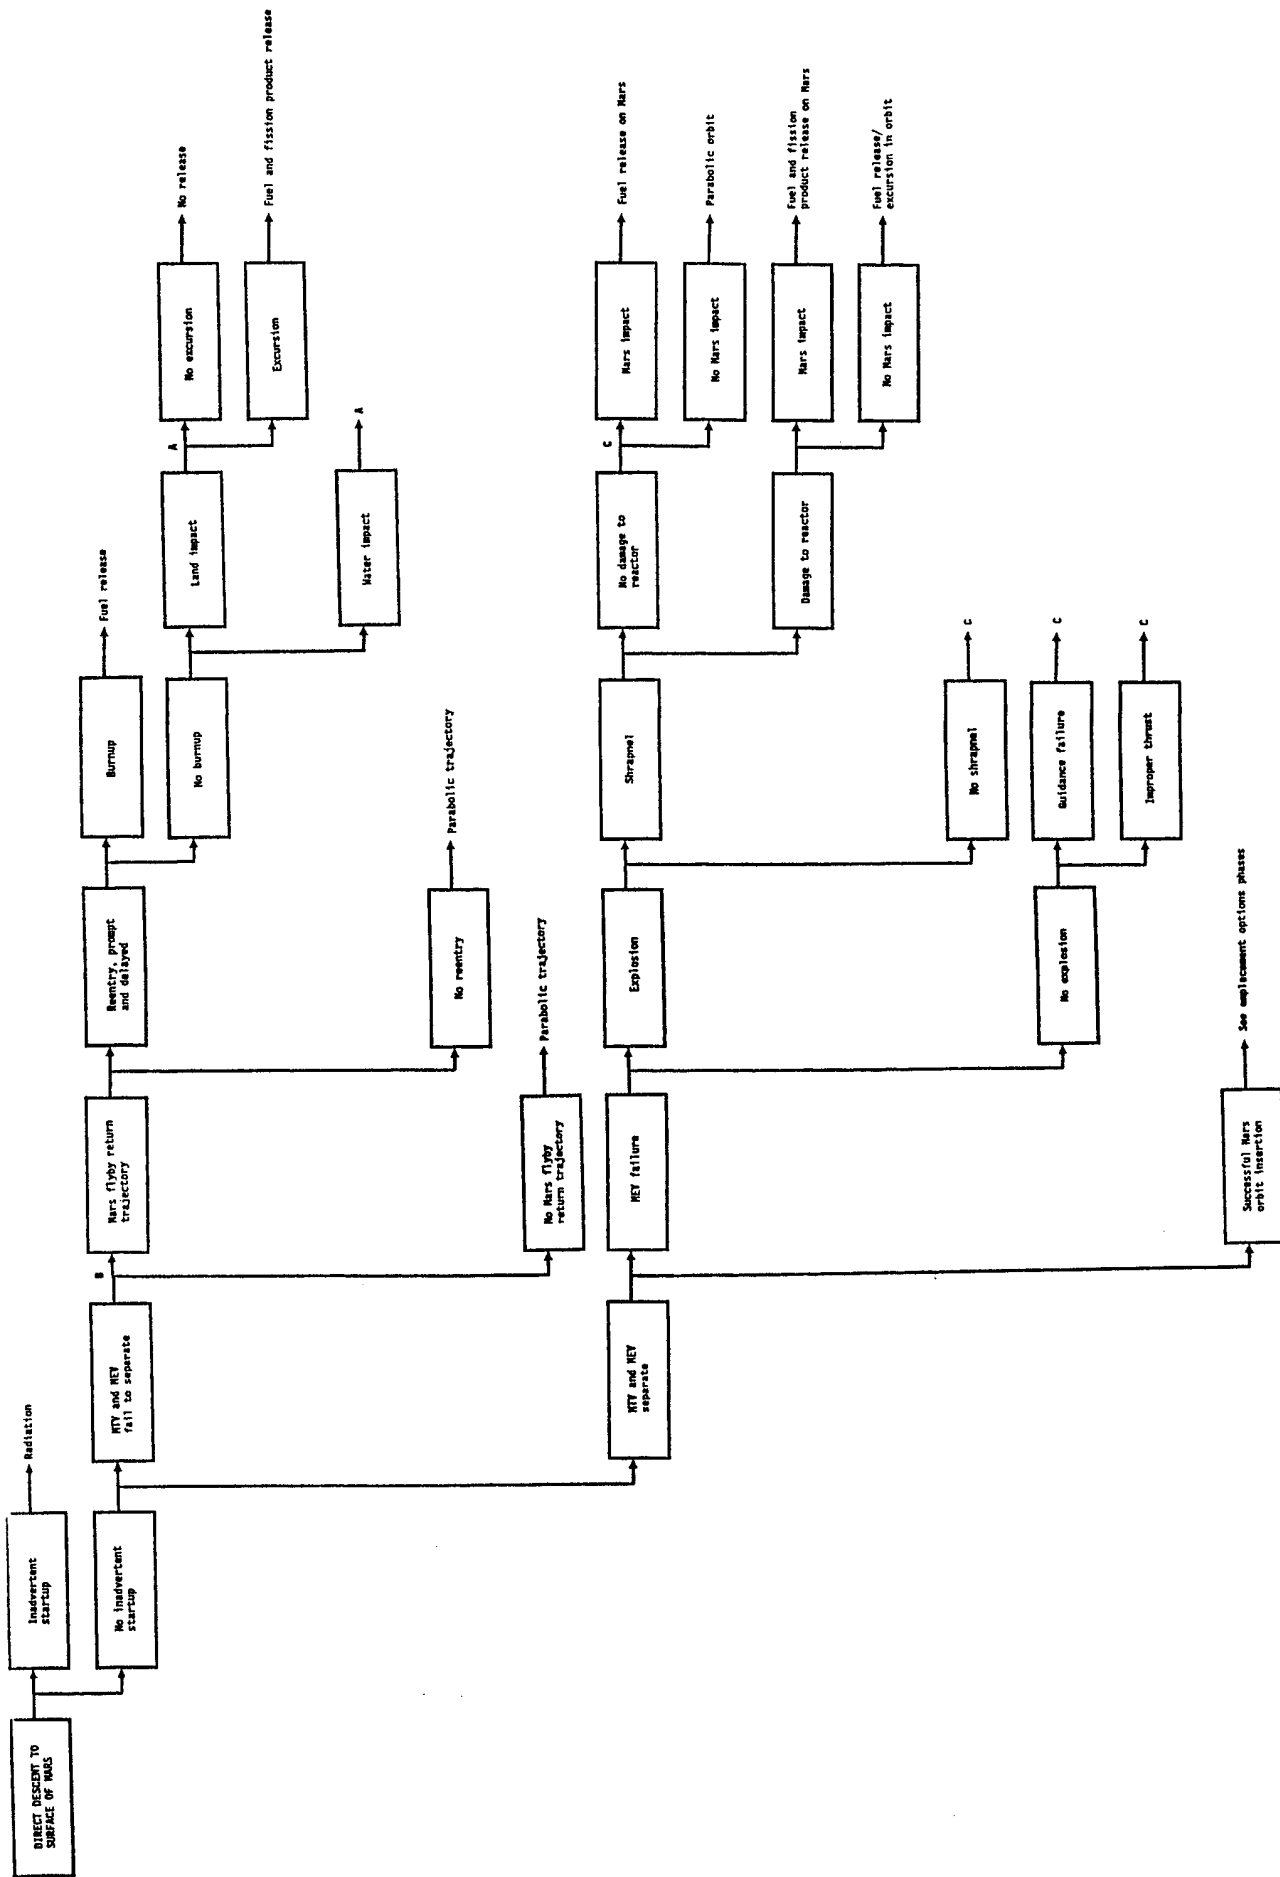 DIRECT DESCENT TO
SURFACE OF MARS
Inadvertent
startup
Radiation
No inadvertent
startup
MTV and MEV
fail to separate
B
Mars flyby return
trajectory
Reentry, prompt
and delayed
Burnup
Fuel release
No burnup
Land impact
A
No excursion
No release
Excursion
Fuel and fission product release
Water impact
A
No reentry
Parabolic trajectory
No Mars flyby
return trajectory
Parabolic trajectory
MTV and MEV
separate
MEV failure
Explosion
Shrapnel
No damage to
reactor
C
Mars impact
Fuel release on Mars
No Mars impact
Parabolic orbit
Damage to reactor
Mars impact
Fuel and fission
product release on Mars
No Mars impact
Fuel release/
excursion in orbit
No shrapnel
C
No explosion
Guidance failure
C
Improper thrust
C
Successful Mars
orbit insertion
See emplacement options phases